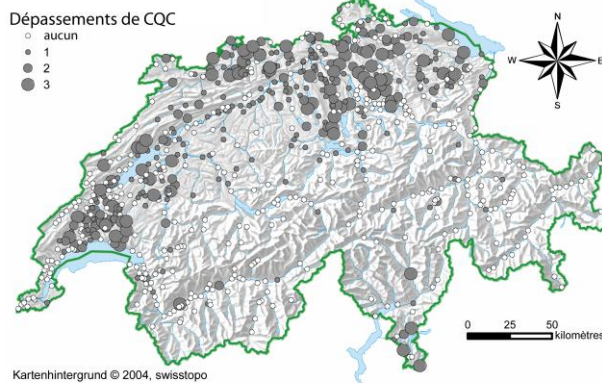 Dépassements de CQC
aucun
1
2
3
N
W
E
S
0 25 50
kilomètres
Kartenhintergrund © 2004, swisstopo